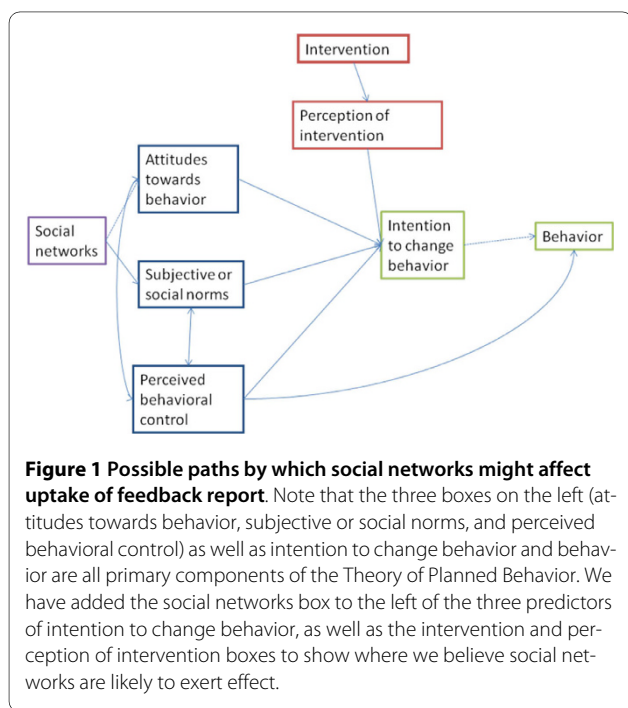 Intervention
Perception of
intervention
Attitudes
towards
behavior
Social
networks
Intention
to change
behavior
Behavior
Subjective or
social norms
Perceived
behavioral
control
Figure 1 Possible paths by which social networks might affect
uptake of feedback report. Note that the three boxes on the left (at-
titudes towards behavior, subjective or social norms, and perceived
behavioral control) as well as intention to change behavior and behav-
ior are all primary components of the Theory of Planned Behavior. We
have added the social networks box to the left of the three predictors
of intention to change behavior, as well as the intervention and per-
ception of intervention boxes to show where we believe social net-
works are likely to exert effect.